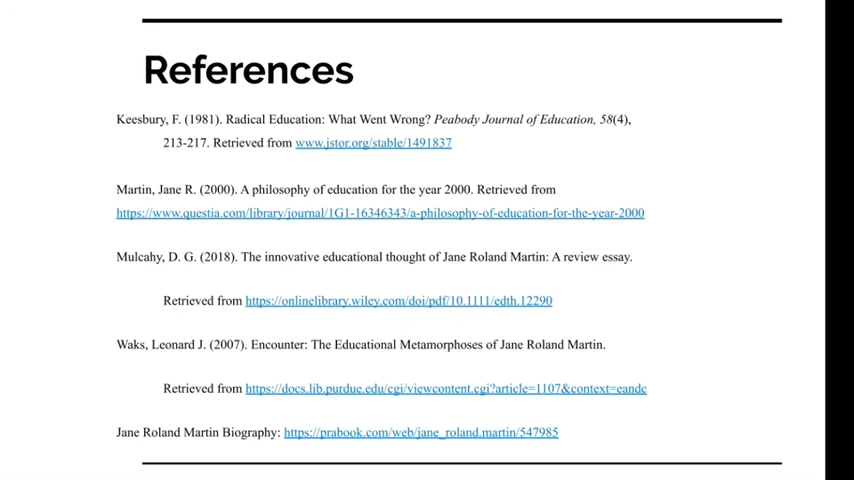 References
Keesbury, F. (1981). Radical Education: What Went Wrong? Peabody Journal of Education, 58(4),
213-217. Retrieved from www.jstor.org/stable/1491837
Martin, Jane R. (2000). A philosophy of education for the year 2000. Retrieved from
https://www.questia.com/library/journal/1G1-16346343/a-philosophy-of-education-for-the-year-2000
Mulcahy, D. G. (2018). The innovative educational thought of Jane Roland Martin: A review essay.
Retrieved from https://onlinelibrary.wiley.com/doi/pdf/10.1111/edth.12290
Waks, Leonard J. (2007). Encounter: The Educational Metamorphoses of Jane Roland Martin.
Retrieved from https://docs.lib.purdue.edu/cgi/viewcontent.cgi?article=1107&context=eandc
Jane Roland Martin Biography: https://prabook.com/web/jane_roland.martin/547985